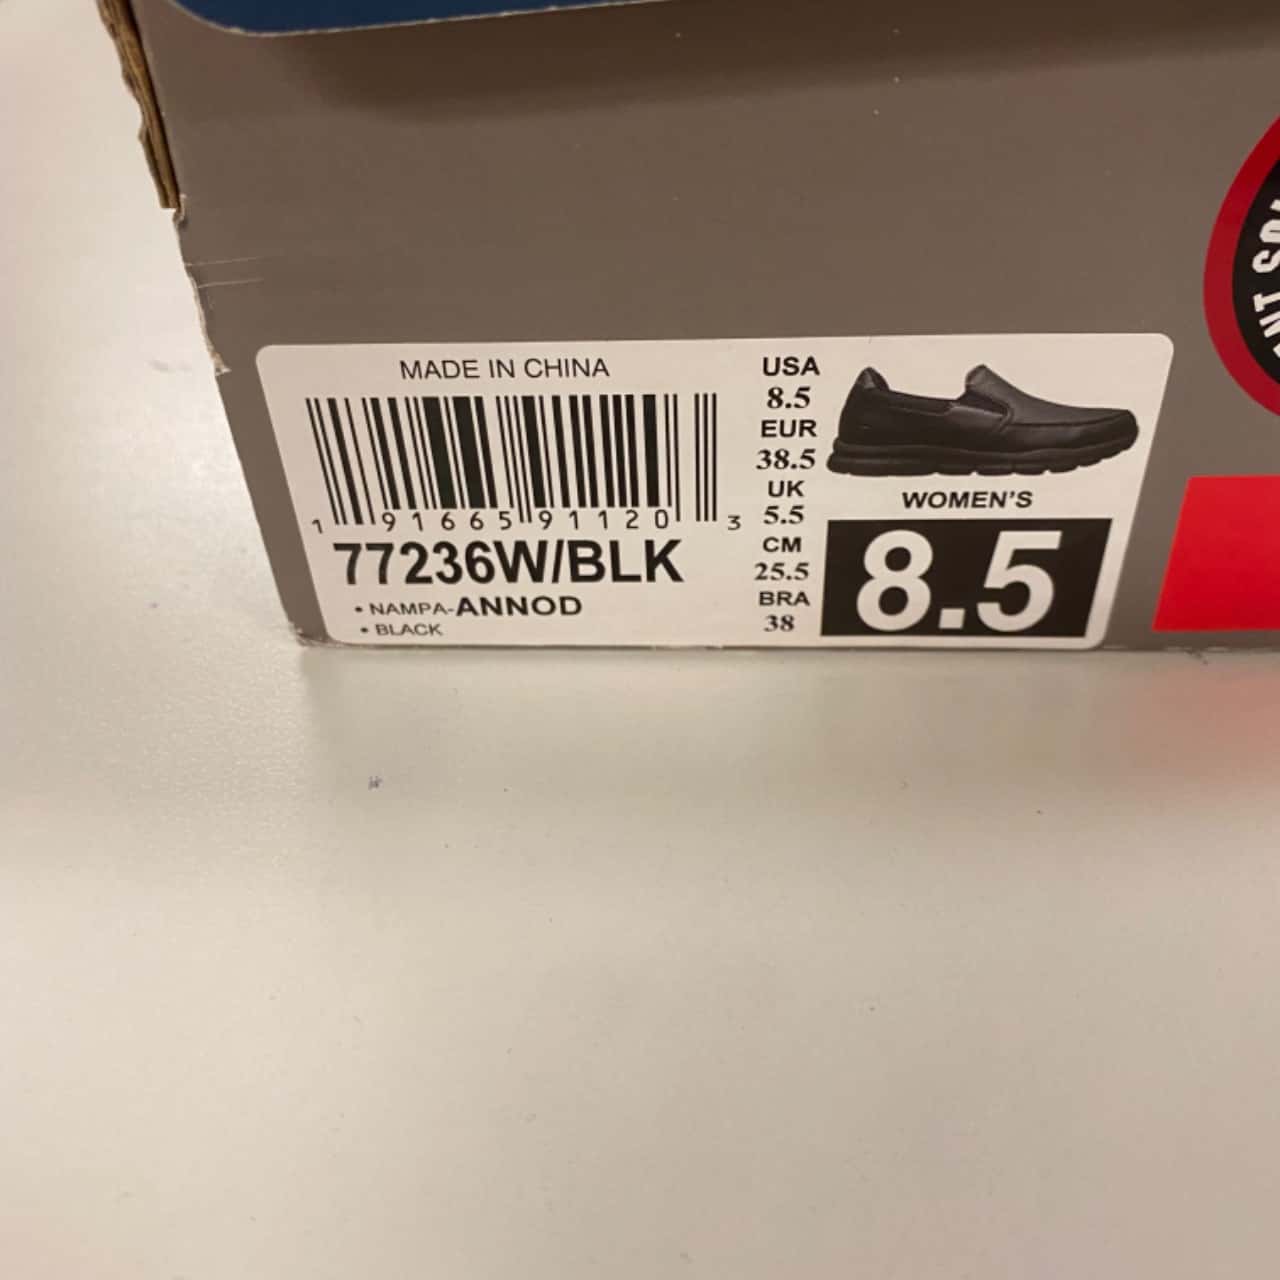 MADE IN CHINA
1 91665 91120 3
77236W/BLK
• NAMPA-ANNOD
• BLACK
USA
8.5
EUR
38.5
UK
5.5
CM
25.5
BRA
38
WOMEN'S
8.5